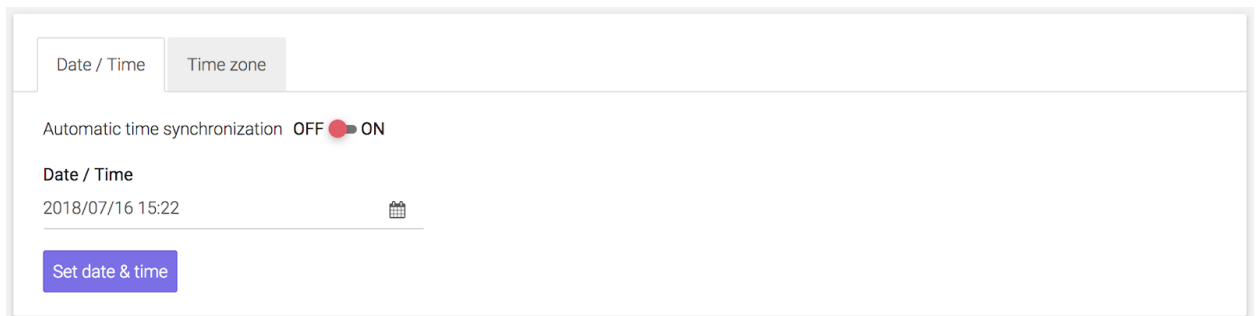 Date / Time Time zone
Automatic time synchronization OFF ON
Date / Time
2018/07/16 15:22
Set date & time